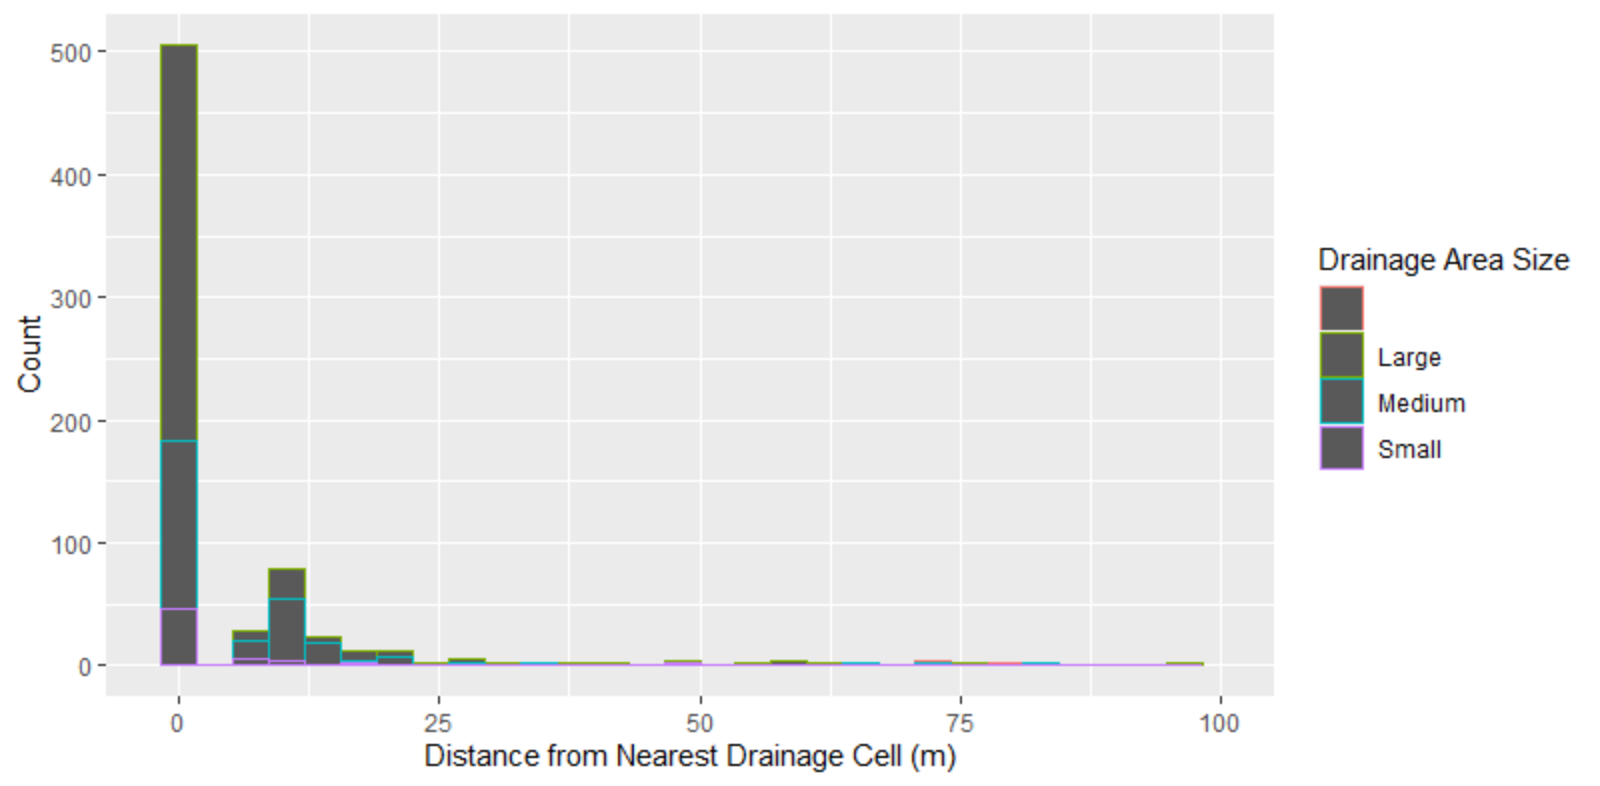 500
400
300
200
100
0
Count
0 25 50 75 100
Distance from Nearest Drainage Cell (m)
Drainage Area Size
Large
Medium
Small